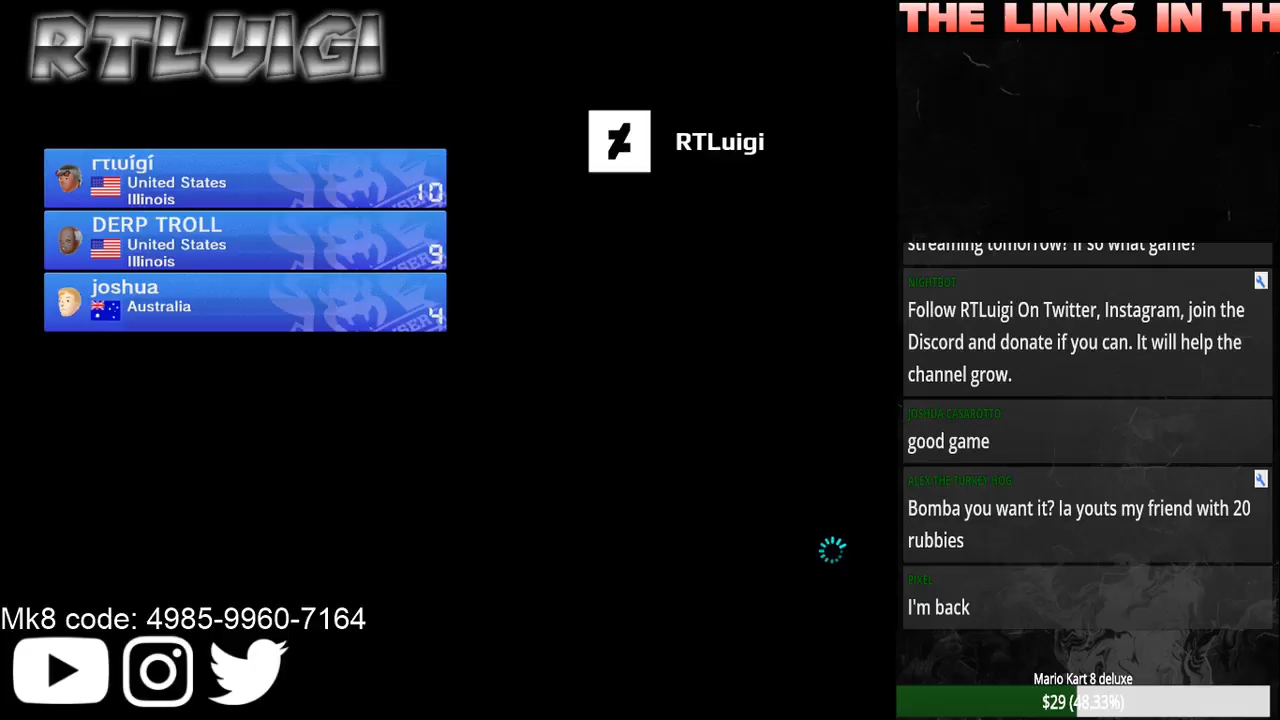 RTLUIGI
rτιυígí
United States
Illinois
10
DERP TROLL
United States
Illinois
9
joshua
Australia
4
RTLuigi
Mk8 code: 4985-9960-7164
THE LINKS IN TH
streaming tomorrow? If so what game?
NIGHTBOT
Follow RTLuigi On Twitter, Instagram, join the
Discord and donate if you can. It will help the
channel grow.
JOSHUA CASAROTTO
good game
ALEX THE TURKEY HOG
Bomba you want it? Ia youts my friend with 20
rubbies
PIXEL
I'm back
Mario Kart 8 deluxe
$29 (48.33%)